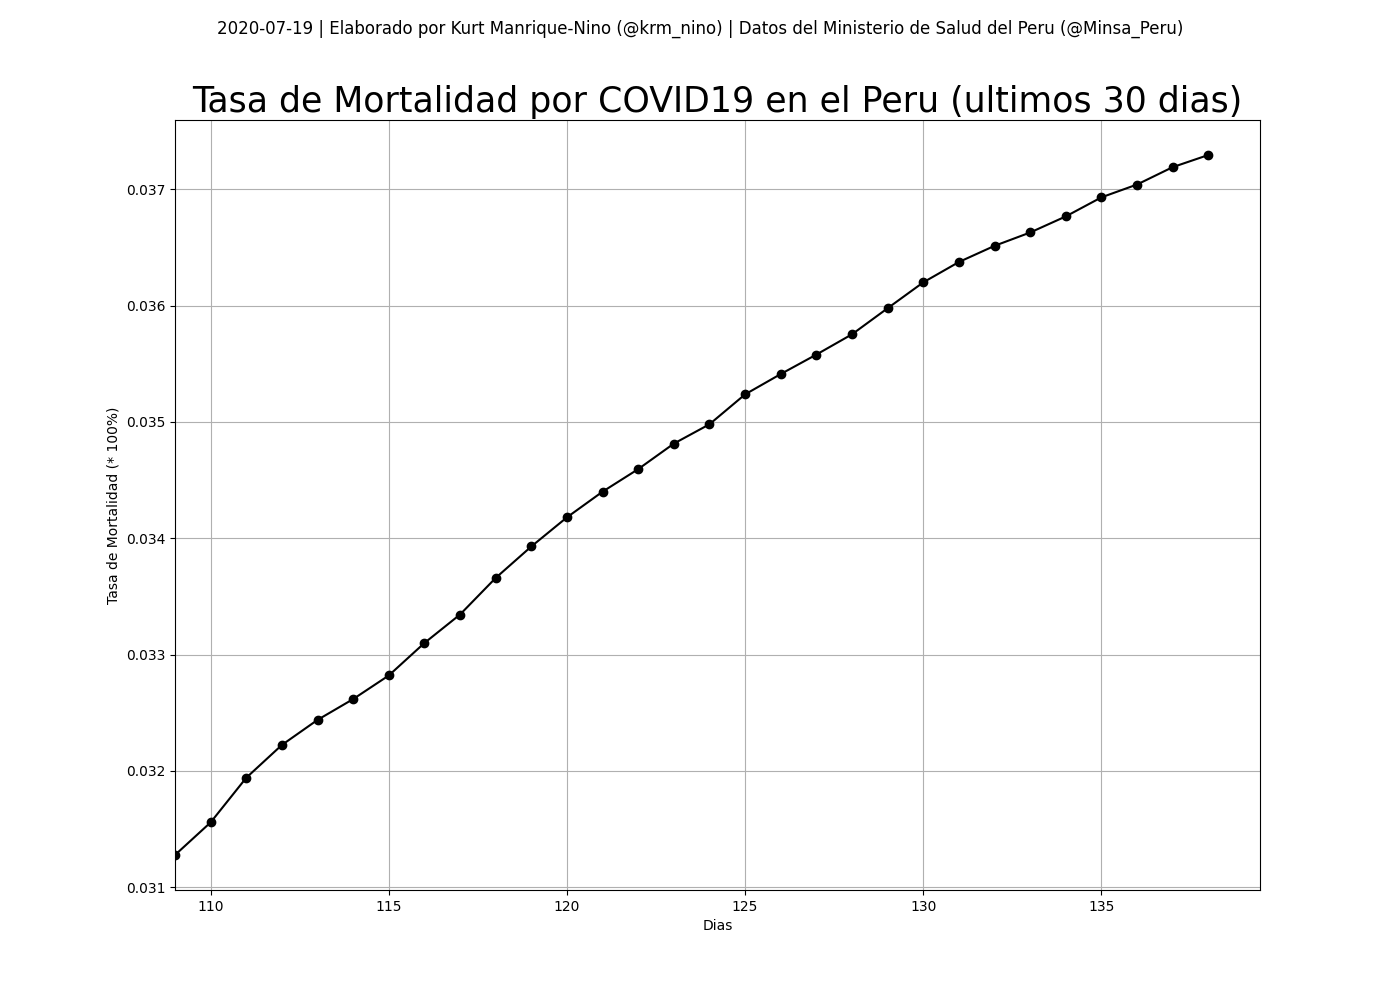 2020-07-19 | Elaborado por Kurt Manrique-Nino (@krm_nino) | Datos del Ministerio de Salud del Peru (@Minsa_Peru)
Tasa de Mortalidad por COVID19 en el Peru (ultimos 30 dias)
Tasa de Mortalidad (* 100%)
0.037
0.036
0.035
0.034
0.033
0.032
0.031
110 115 120 125 130 135
Dias